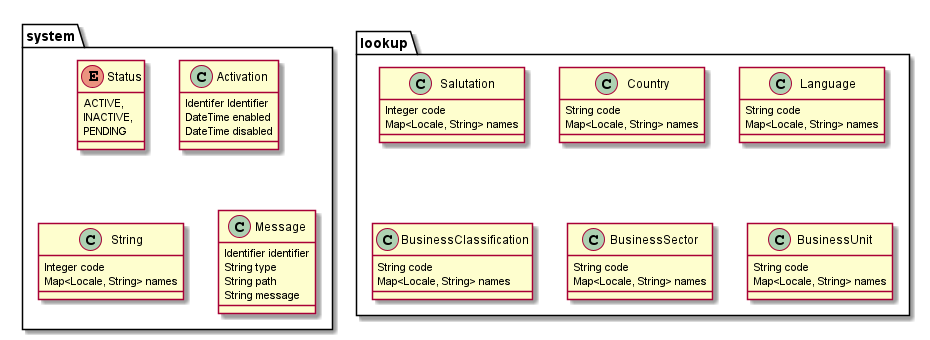 system
E Status
ACTIVE,
INACTIVE,
PENDING
C Activation
Identifer Identifier
DateTime enabled
DateTime disabled
C String
Integer code
Map<Locale, String> names
C Message
Identifier identifier
String type
String path
String message
lookup
C Salutation
Integer code
Map<Locale, String> names
C Country
String code
Map<Locale, String> names
C Language
String code
Map<Locale, String> names
C BusinessClassification
String code
Map<Locale, String> names
C BusinessSector
String code
Map<Locale, String> names
C BusinessUnit
String code
Map<Locale, String> names